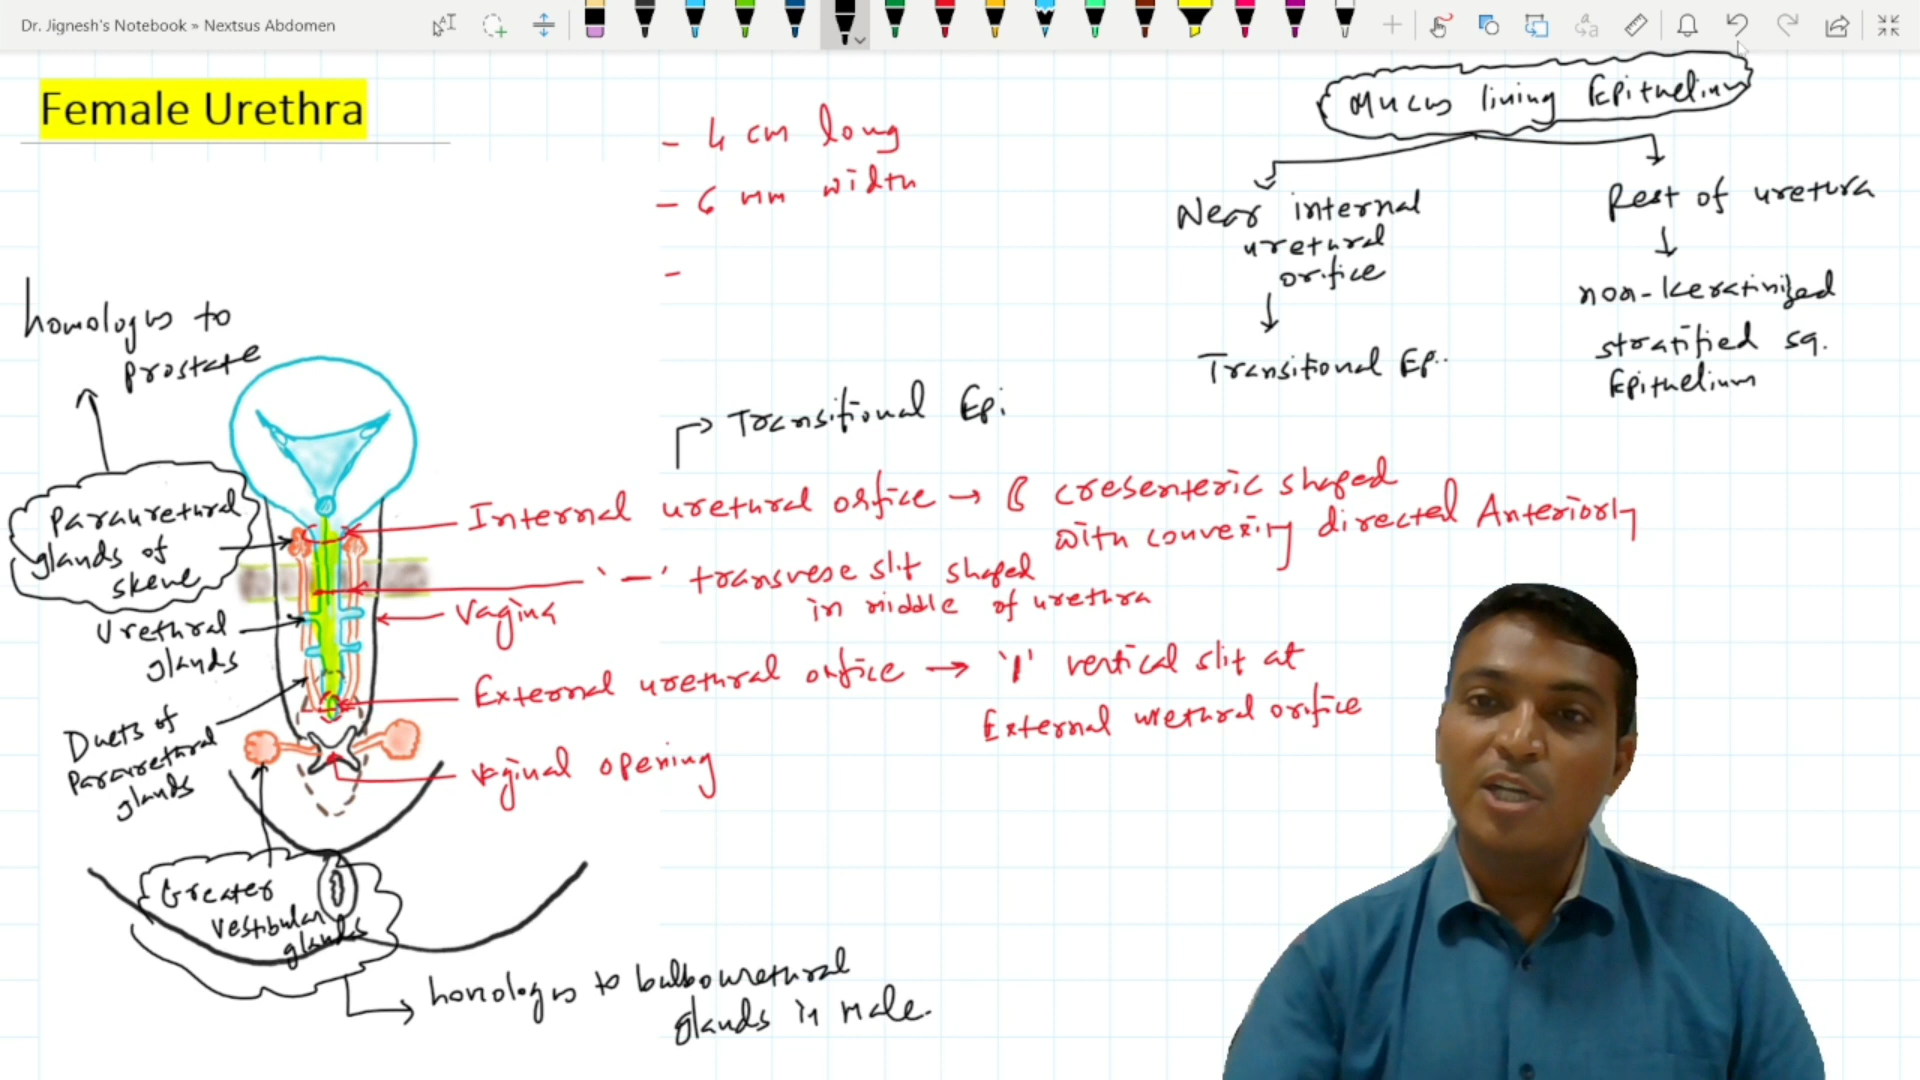 Dr. Jignesh's Notebook » Nextsus Abdomen
Female Urethra
- 4 cm long
- 6 mm width
-
Mucus lining Epithelium
Near internal
urethral
orifice
Transitional Ep..
Rest of urethra
non-keratinized
stratified sq.
Epithelium
homologus to
prostate
Paraurethral
glands of
skene
Urethral
glands
Ducts of
Paraurethral
glands
Greater
vestibular
glands
homologus to bulbourethral
glands in male.
Transitional Epi.
Internal urethral orifice → cresenteric shaped
with convexity directed Anteriorly
'—' transvese slit shaped
in middle of urethra
Vagina
External urethral orifice → 'I' vertical slit at
External urethral orifice
vaginal opening